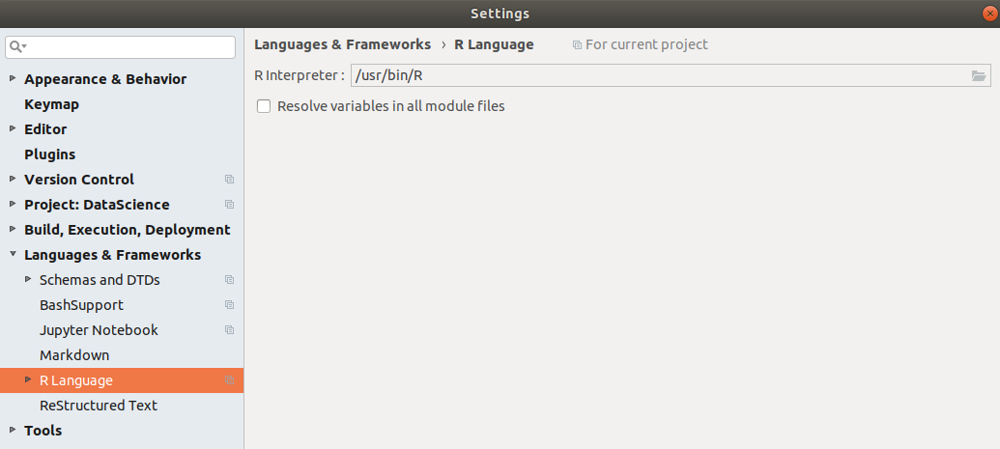 Settings
Languages & Frameworks › R Language For current project
R Interpreter : /usr/bin/R
Resolve variables in all module files
Appearance & Behavior
Keymap
Editor
Plugins
Version Control
Project: DataScience
Build, Execution, Deployment
Languages & Frameworks
Schemas and DTDs
BashSupport
Jupyter Notebook
Markdown
R Language
ReStructured Text
Tools